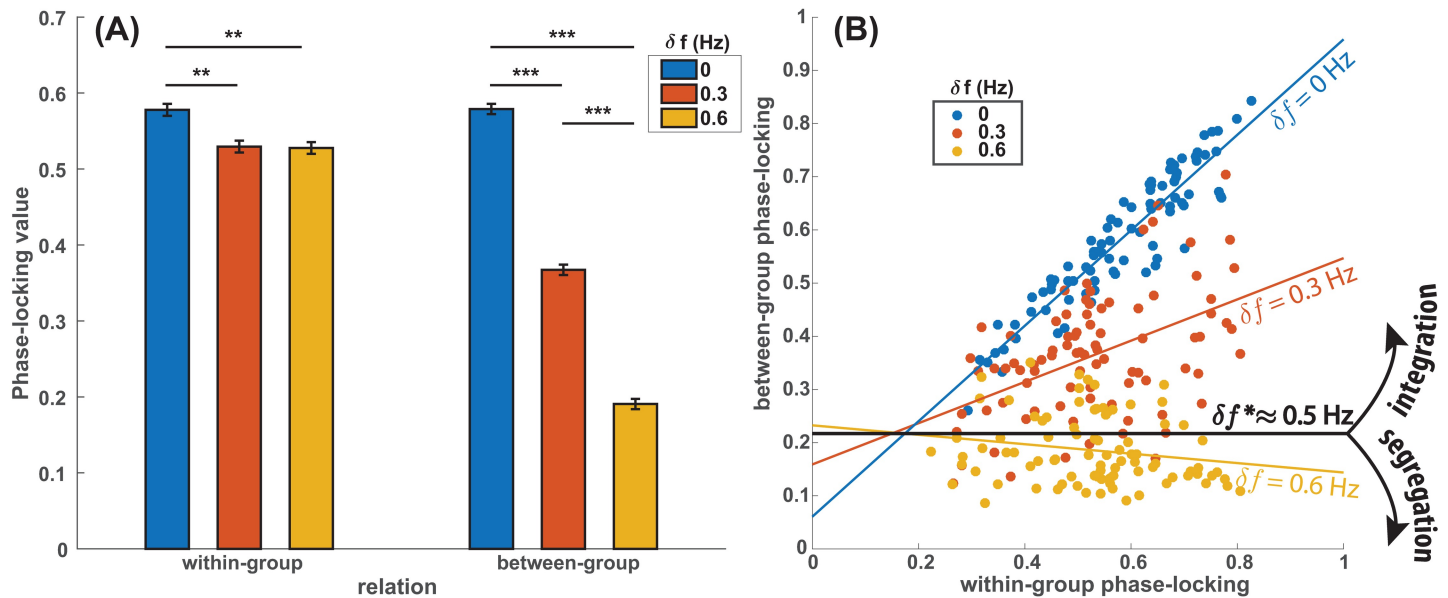 (A)
** ***
** *** ***
δ f (Hz)
0
0.3
0.6
0.7
0.6
0.5
0.4
0.3
0.2
0.1
0
Phase-locking value
within-group between-group
relation
(B)
δ f (Hz)
0
0.3
0.6
1
0.9
0.8
0.7
0.6
0.5
0.4
0.3
0.2
0.1
0
between-group phase-locking
δf = 0 Hz
δf = 0.3 Hz
δf*≈ 0.5 Hz
δf = 0.6 Hz
integration
segregation
0 0.2 0.4 0.6 0.8 1
within-group phase-locking